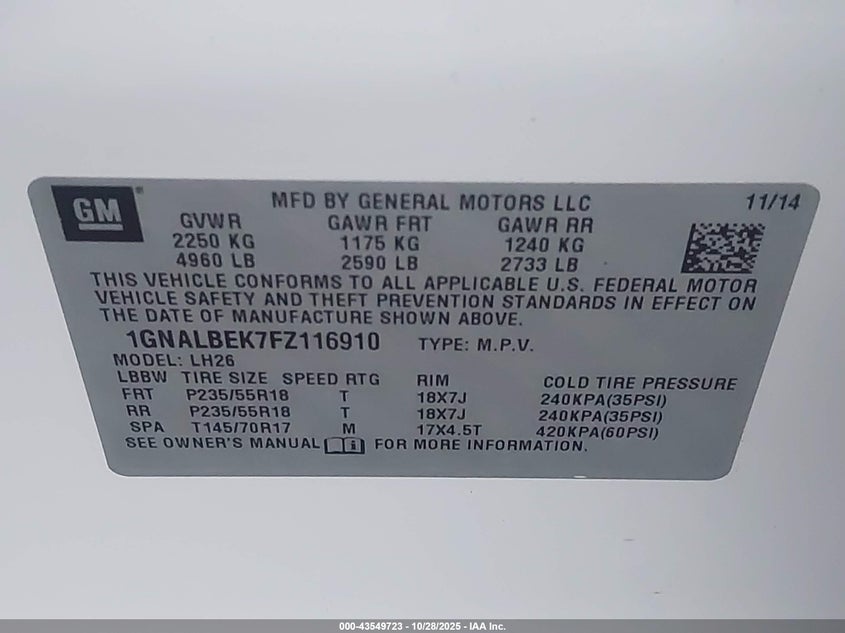 GM
MFD BY GENERAL MOTORS LLC 11/14
GVWR GAWR FRT GAWR RR
2250 KG 1175 KG 1240 KG
4960 LB 2590 LB 2733 LB
THIS VEHICLE CONFORMS TO ALL APPLICABLE U.S. FEDERAL MOTOR
VEHICLE SAFETY AND THEFT PREVENTION STANDARDS IN EFFECT ON
THE DATE OF MANUFACTURE SHOWN ABOVE.
1GNALBEK7FZ116910 TYPE: M.P.V.
MODEL: LH26
LBBW TIRE SIZE SPEED RTG RIM COLD TIRE PRESSURE
FRT P235/55R18 T 18X7J 240KPA(35PSI)
RR P235/55R18 T 18X7J 240KPA(35PSI)
SPA T145/70R17 M 17X4.5T 420KPA(60PSI)
SEE OWNER'S MANUAL FOR MORE INFORMATION.
000-43549723 - 10/28/2025 - IAA Inc.